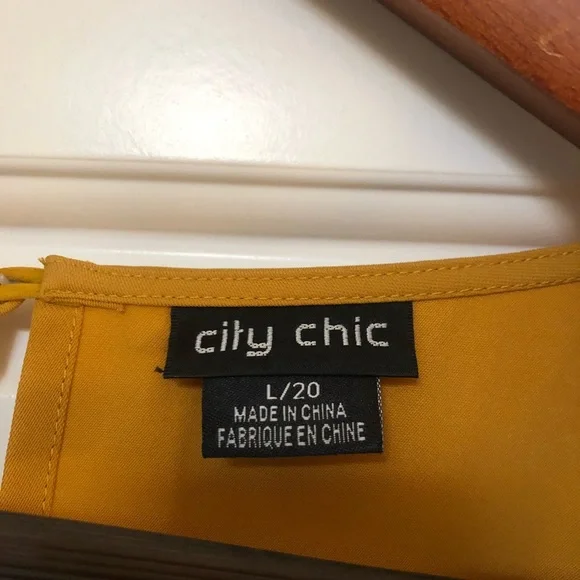 city chic
L/20
MADE IN CHINA
FABRIQUE EN CHINE